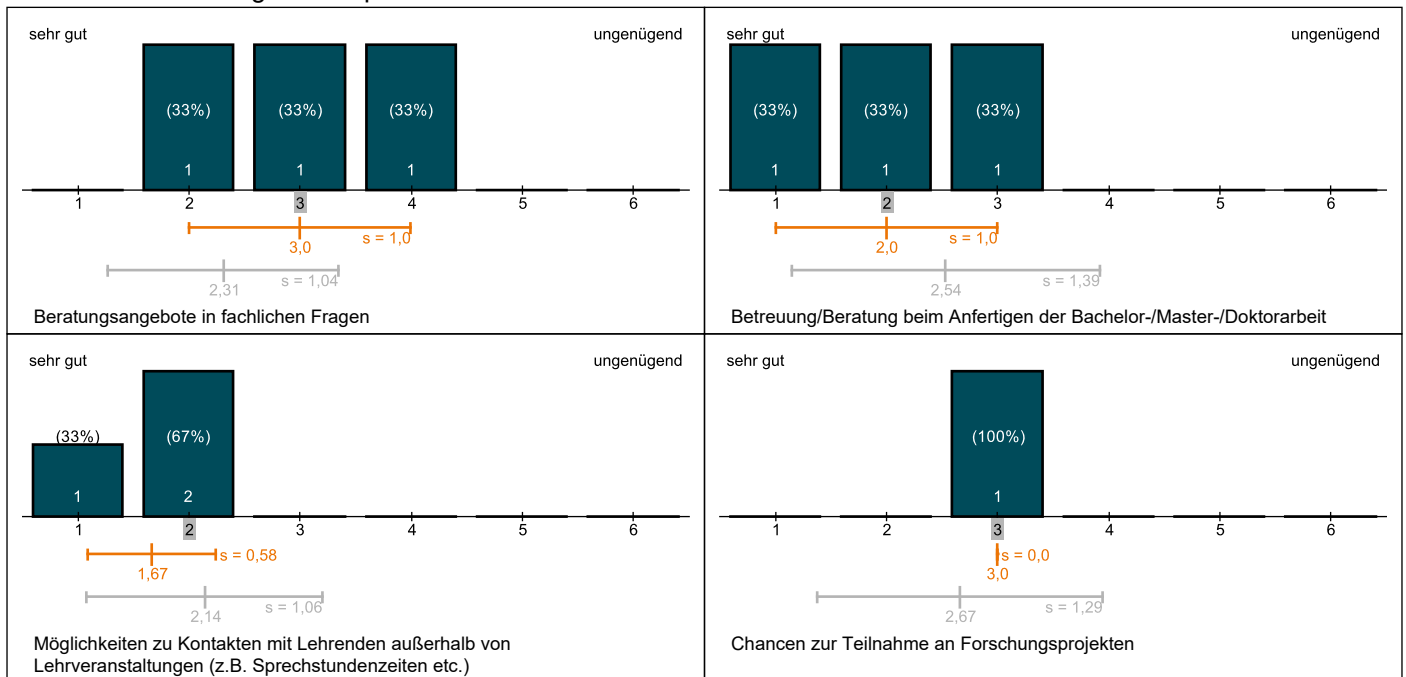 sehr gut ungenügend
(33%) (33%) (33%)
1 1 1
1 2 3 4 5 6
3,0 s = 1,0
2,31 s = 1,04
Beratungsangebote in fachlichen Fragen
sehr gut ungenügend
(33%) (33%) (33%)
1 1 1
1 2 3 4 5 6
2,0 s = 1,0
2,54 s = 1,39
Betreuung/Beratung beim Anfertigen der Bachelor-/Master-/Doktorarbeit
sehr gut ungenügend
(33%) (67%)
1 2
1 2 3 4 5 6
s = 0,58
1,67
2,14 s = 1,06
Möglichkeiten zu Kontakten mit Lehrenden außerhalb von
Lehrveranstaltungen (z.B. Sprechstundenzeiten etc.)
sehr gut ungenügend
(100%)
1
1 2 3 4 5 6
s = 0,0
3,0
2,67 s = 1,29
Chancen zur Teilnahme an Forschungsprojekten